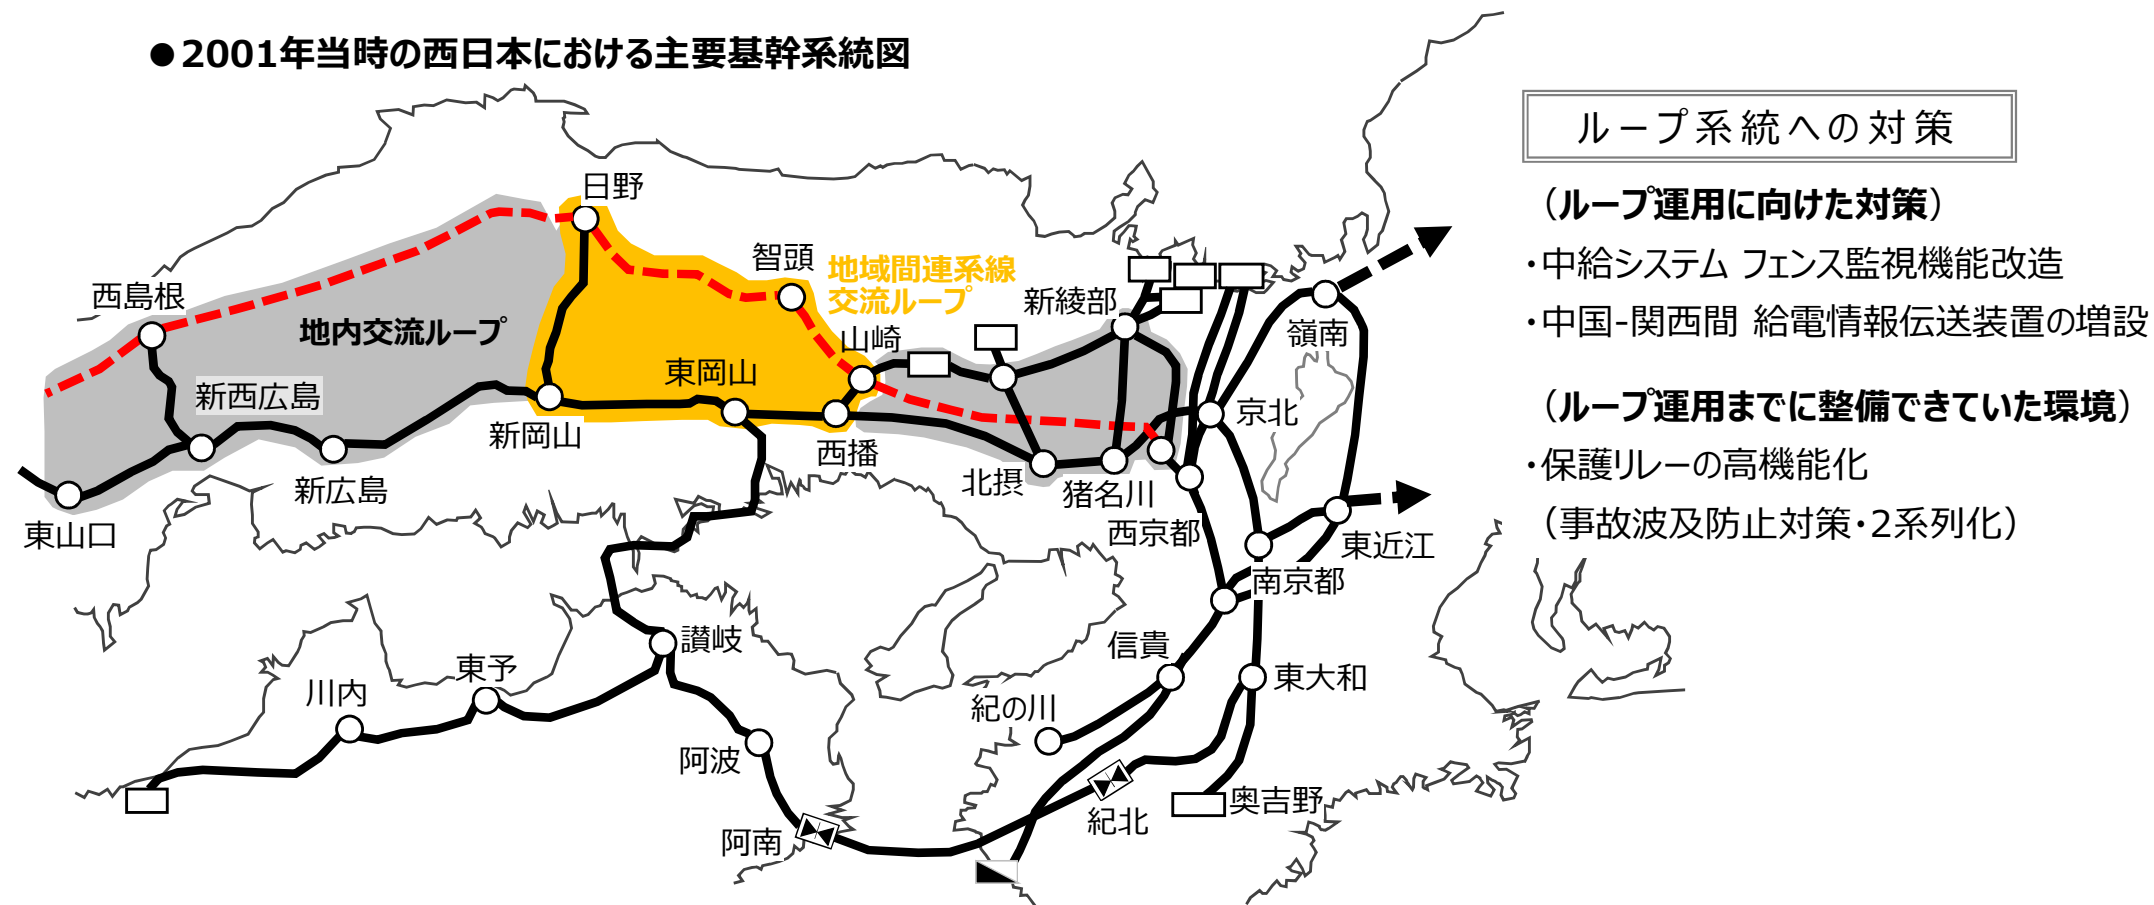 ●2001年当時の西日本における主要基幹系統図
ループ系統への対策
（ループ運用に向けた対策）
・中給システム フェンス監視機能改造
・中国-関西間 給電情報伝送装置の増設
（ループ運用までに整備できていた環境）
・保護リレーの高機能化
（事故波及防止対策・2系列化）
日野
智頭
地域間連系線
交流ループ
西島根
地内交流ループ
新綾部
山崎
嶺南
東岡山
新西広島
新岡山
京北
西播
新広島
北摂
猪名川
西京都
東山口
東近江
南京都
讃岐
信貴
東予
東大和
川内
紀の川
阿波
奥吉野
紀北
阿南